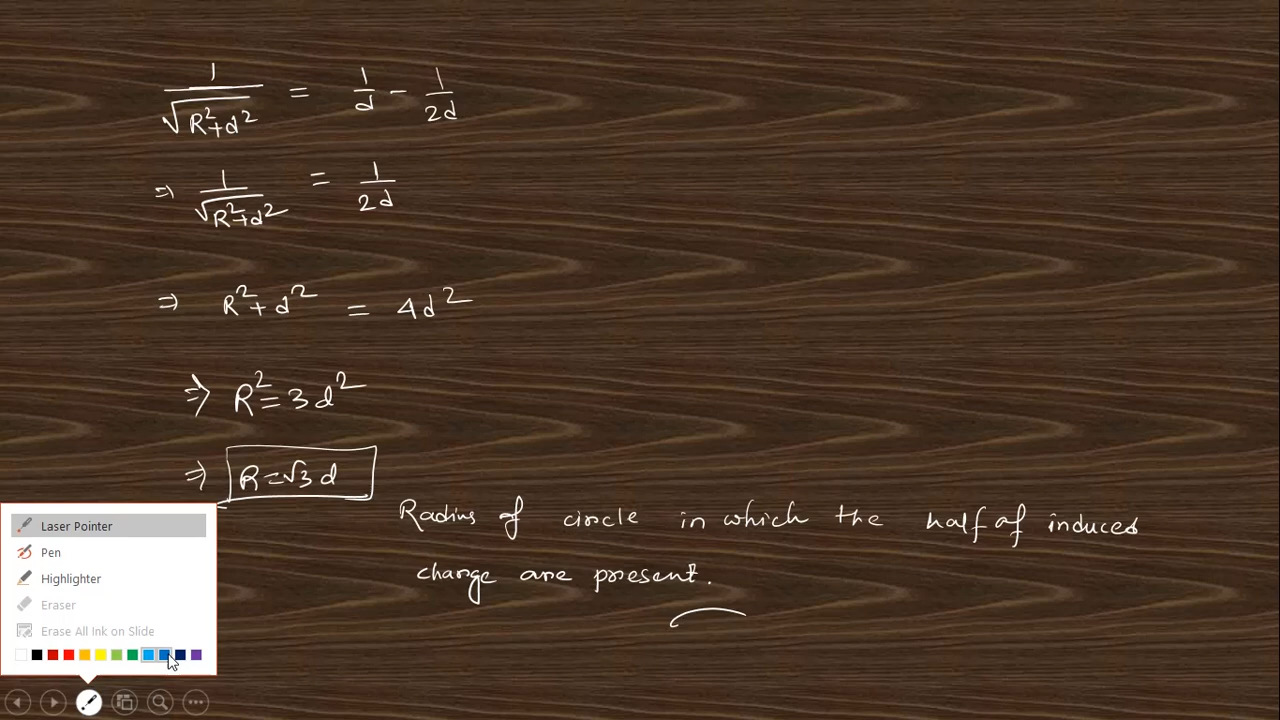 1/√(R²+d²) = 1/d - 1/2d
⇒ 1/√(R²+d²) = 1/2d
⇒ R²+d² = 4d²
⇒ R²=3d²
⇒ R=√3 d
Radius of circle in which the half of induced
charge are present.
Laser Pointer
Pen
Highlighter
Eraser
Erase All Ink on Slide